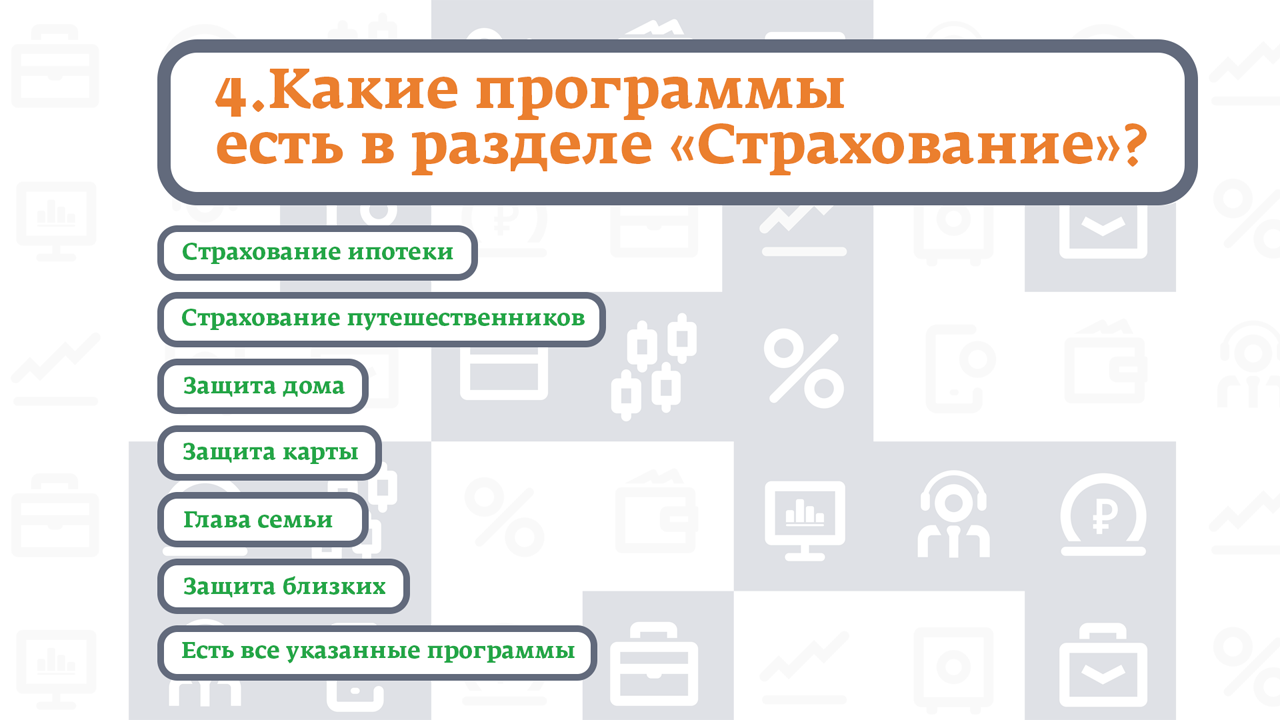 4.Какие программы
есть в разделе «Страхование»?
Страхование ипотеки
Страхование путешественников
Защита дома
Защита карты
Глава семьи
Защита близких
Есть все указанные программы